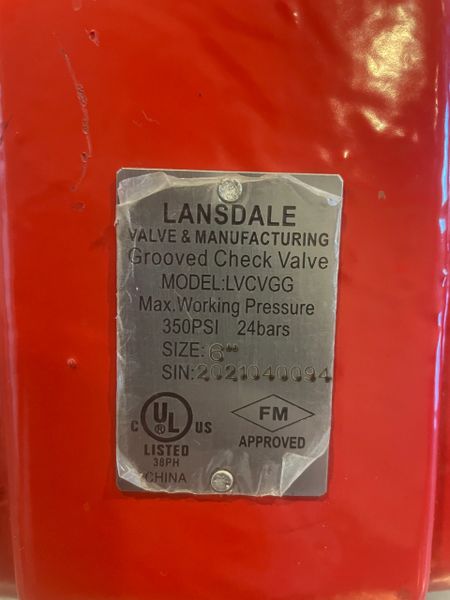 LANSDALE
VALVE & MANUFACTURING
Grooved Check Valve
MODEL:LVCVGG
Max.Working Pressure
350PSI 24bars
SIZE: 6"
S\N:2021040094
C UL ® US
LISTED
38PH
CHINA
FM
APPROVED